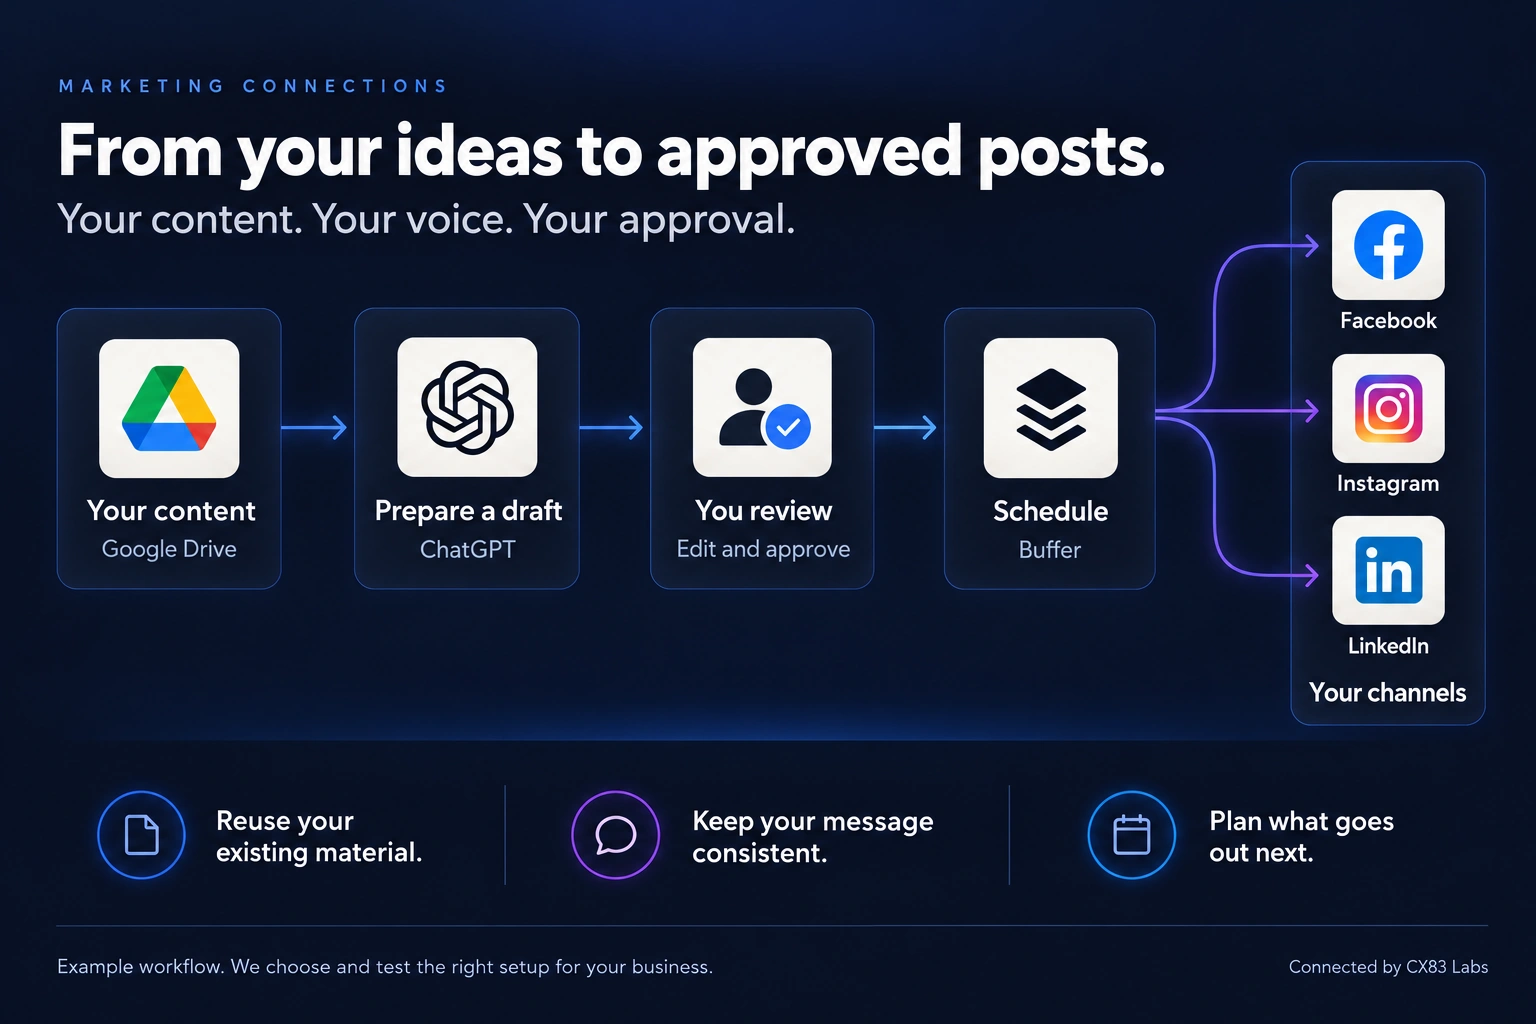 MARKETING CONNECTIONS
From your ideas to approved posts.
Your content. Your voice. Your approval.
Your content
Google Drive
Prepare a draft
ChatGPT
You review
Edit and approve
Schedule
Buffer
Facebook
Instagram
in
LinkedIn
Your channels
Reuse your
existing material.
Keep your message
consistent.
Plan what goes
out next.
Example workflow. We choose and test the right setup for your business.
Connected by CX83 Labs